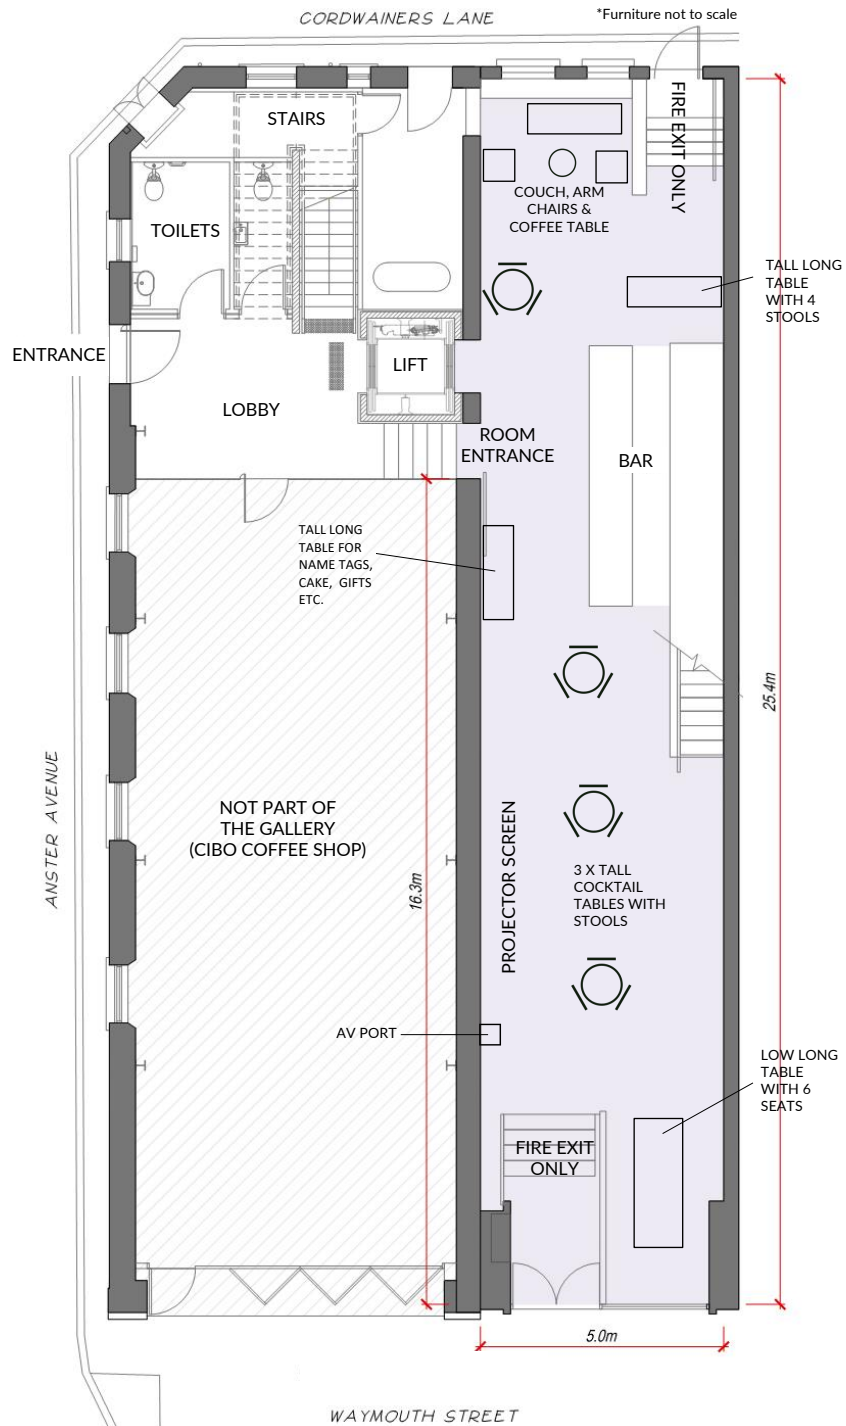 *Furniture not to scale
CORDWAINERS LANE
STAIRS
FIRE EXIT ONLY
COUCH, ARM
CHAIRS &
COFFEE TABLE
TOILETS
TALL LONG
TABLE
WITH 4
STOOLS
ENTRANCE
LIFT
LOBBY
ROOM
ENTRANCE
BAR
TALL LONG
TABLE FOR
NAME TAGS,
CAKE, GIFTS
ETC.
25.4m
ANSTER AVENUE
NOT PART OF
THE GALLERY
(CIBO COFFEE SHOP)
16.3m
PROJECTOR SCREEN
3 X TALL
COCKTAIL
TABLES WITH
STOOLS
AV PORT
LOW LONG
TABLE
WITH 6
SEATS
FIRE EXIT
ONLY
5.0m
WAYMOUTH STREET